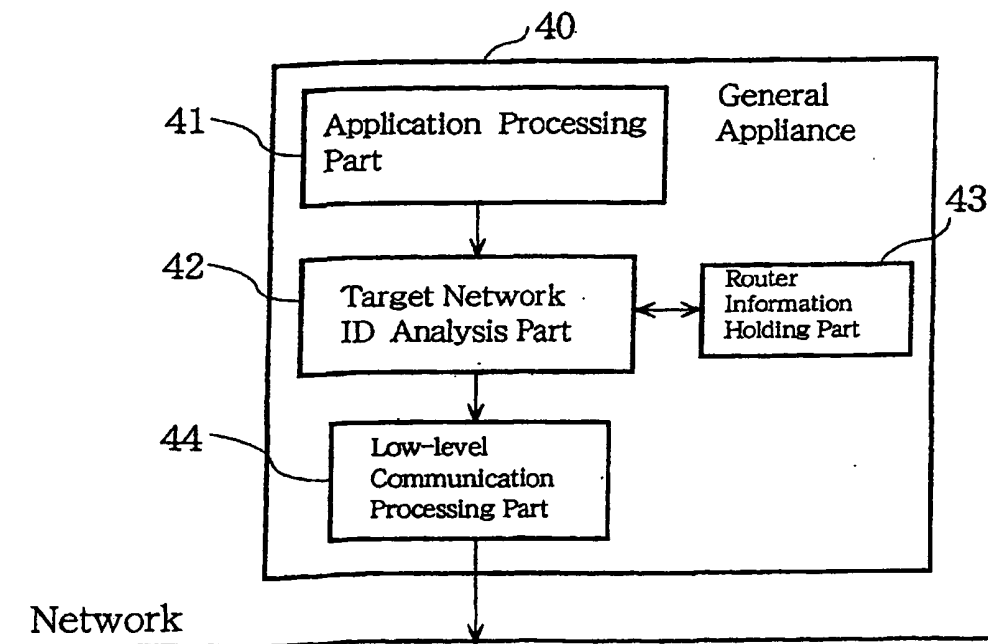 40
General
Appliance
41
Application Processing
Part
43
42
Target Network
ID Analysis Part
Router
Information
Holding Part
44
Low-level
Communication
Processing Part
Network